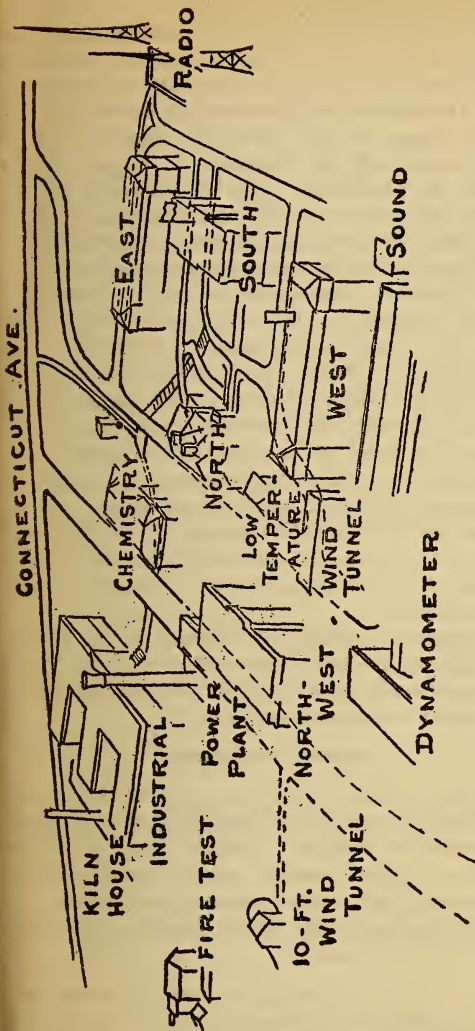 CONNECTICUT AVE.
RADIO
EAST
SOUTH
SOUND
CHEMISTRY
NORTH
WEST
LOW
TEMPER-
ATURE
WIND
TUNNEL
KILN
HOUSE
INDUSTRIAL
POWER
PLANT
NORTH-
WEST
DYNAMOMETER
FIRE TEST
10-FT.
WIND
TUNNEL